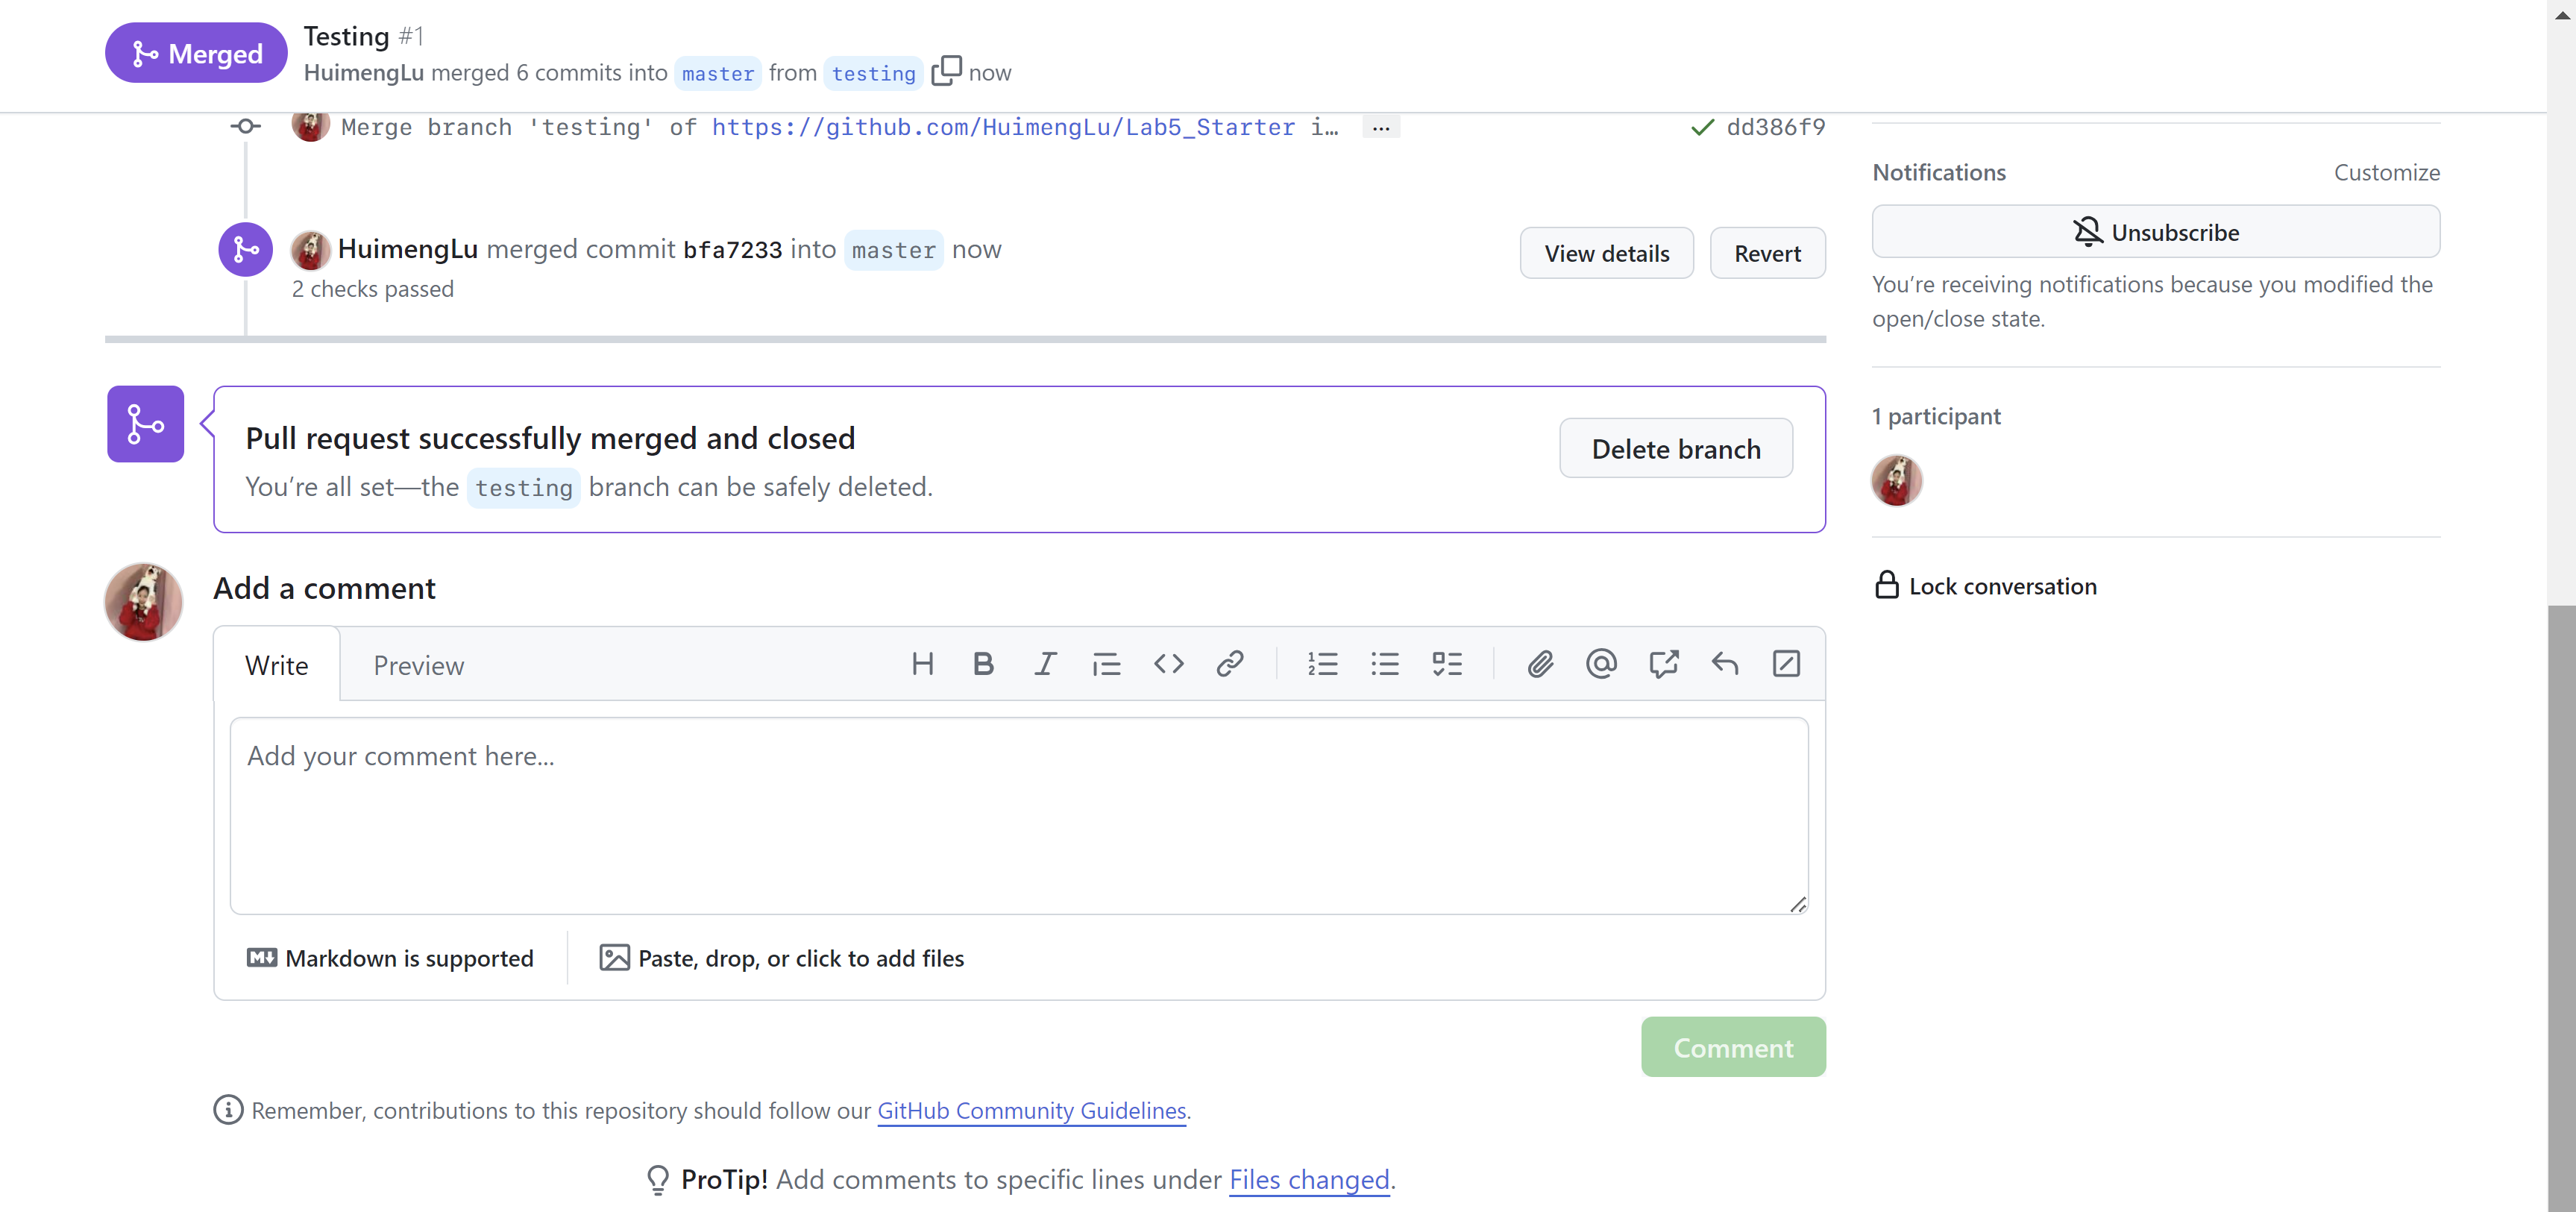 Merged
Testing #1
HuimengLu merged 6 commits into master from testing now
Merge branch 'testing' of https://github.com/HuimengLu/Lab5_Starter i… ...
dd386f9
HuimengLu merged commit bfa7233 into master now
2 checks passed
View details
Revert
Pull request successfully merged and closed
You’re all set—the testing branch can be safely deleted.
Delete branch
Add a comment
Write
Preview
Add your comment here...
Markdown is supported
Paste, drop, or click to add files
Comment
Remember, contributions to this repository should follow our GitHub Community Guidelines.
ProTip! Add comments to specific lines under Files changed.
Notifications
Customize
Unsubscribe
You’re receiving notifications because you modified the
open/close state.
1 participant
Lock conversation